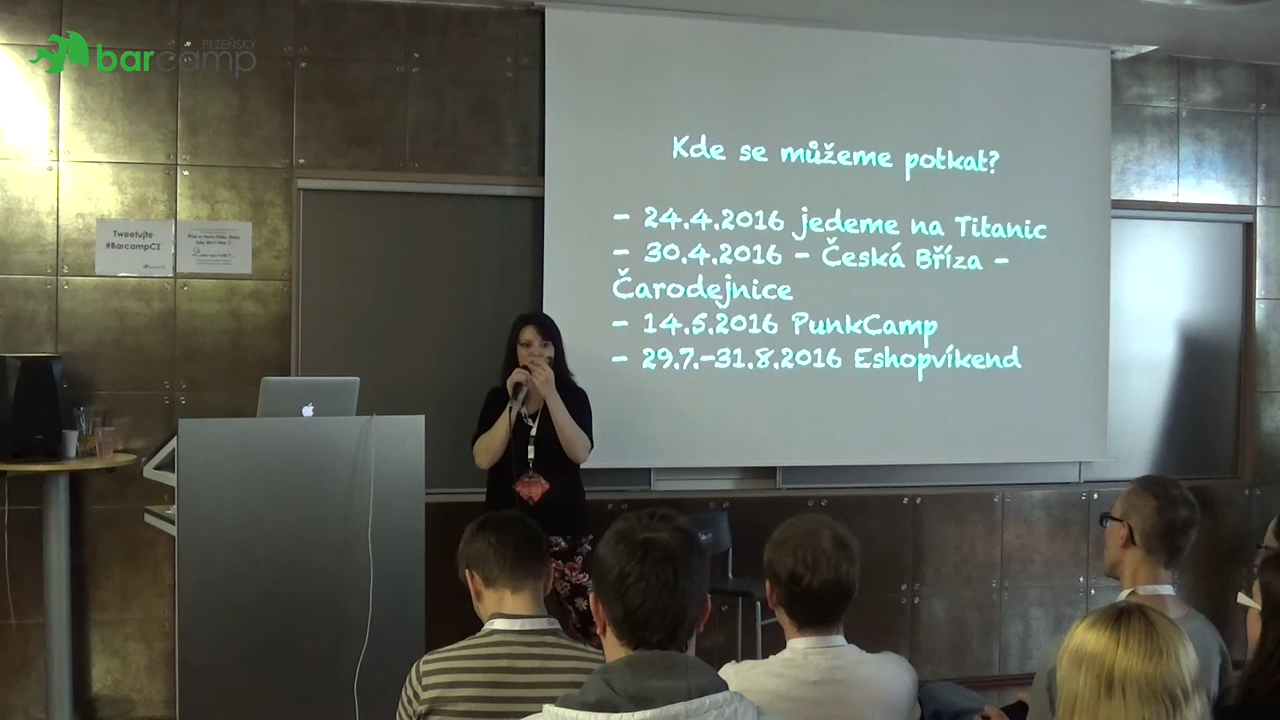 PLZEŇSKÝ
barcamp
Kde se můžeme potkat?
- 24.4.2016 jedeme na Titanic
- 30.4.2016 - Česká Bříza -
Čarodejnice
- 14.5.2016 PunkCamp
- 29.7.-31.8.2016 Eshopvíkend
Tweetujte
#BarcampCZ